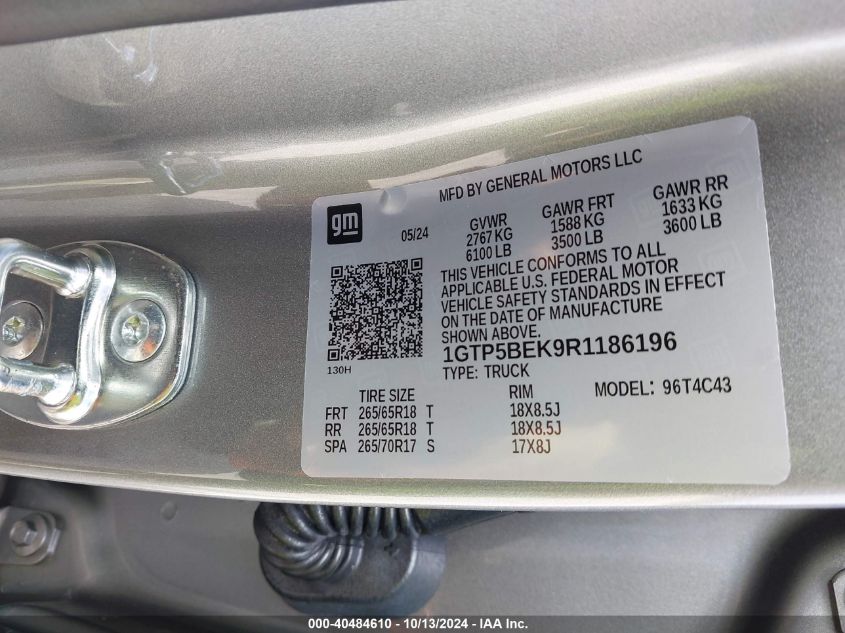 gm
MFD BY GENERAL MOTORS LLC
05/24
GVWR GAWR FRT GAWR RR
2767 KG 1588 KG 1633 KG
6100 LB 3500 LB 3600 LB
THIS VEHICLE CONFORMS TO ALL
APPLICABLE U.S. FEDERAL MOTOR
VEHICLE SAFETY STANDARDS IN EFFECT
ON THE DATE OF MANUFACTURE
SHOWN ABOVE.
1GTP5BEK9R1186196
130H
TYPE: TRUCK
TIRE SIZE RIM MODEL: 96T4C43
FRT 265/65R18 T 18X8.5J
RR 265/65R18 T 18X8.5J
SPA 265/70R17 S 17X8J
000-40484610 - 10/13/2024 - IAA Inc.